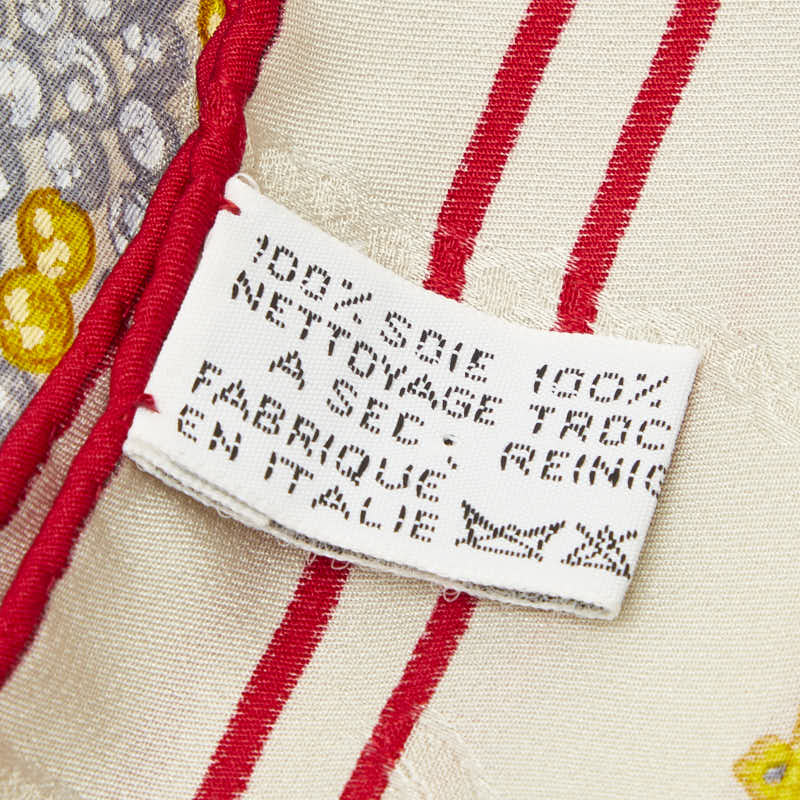 100% SOIE
NETTOYAGE
A SEC
FABRIQUE
EN ITALIE
100%
TROC
REINIG